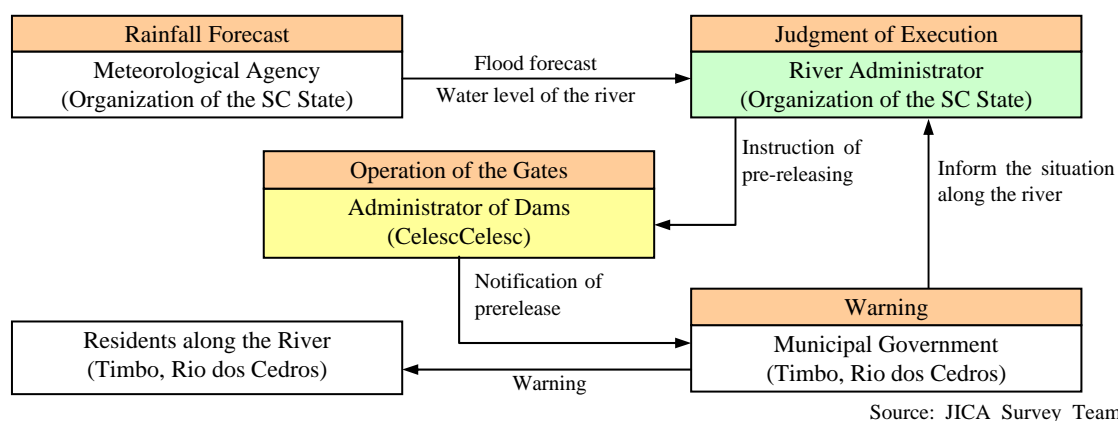 Rainfall Forecast
Meteorological Agency
(Organization of the SC State)
Flood forecast
Water level of the river
Judgment of Execution
River Administrator
(Organization of the SC State)
Instruction of
pre-releasing
Inform the situation
along the river
Operation of the Gates
Administrator of Dams
(CelescCelesc)
Notification of
prerelease
Warning
Municipal Government
(Timbo, Rio dos Cedros)
Residents along the River
(Timbo, Rio dos Cedros)
Warning
Source: JICA Survey Team